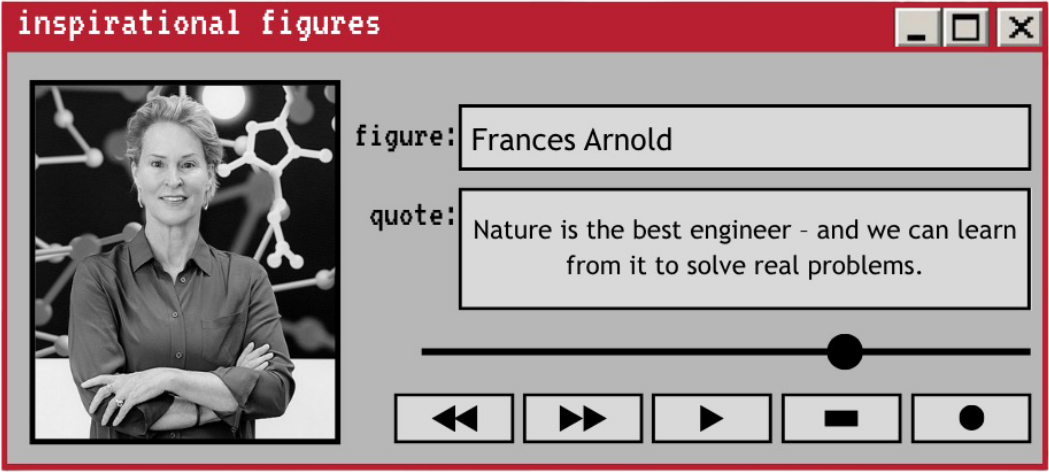 inspirational figures
figure:
Frances Arnold
quote:
Nature is the best engineer – and we can learn
from it to solve real problems.